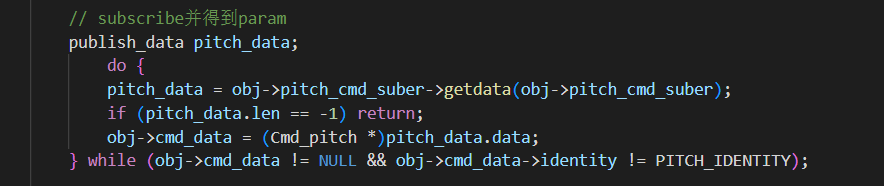 // subscribe并得到param
publish_data pitch_data;
do {
pitch_data = obj->pitch_cmd_suber->getdata(obj->pitch_cmd_suber);
if (pitch_data.len == -1) return;
obj->cmd_data = (Cmd_pitch *)pitch_data.data;
} while (obj->cmd_data != NULL && obj->cmd_data->identity != PITCH_IDENTITY);